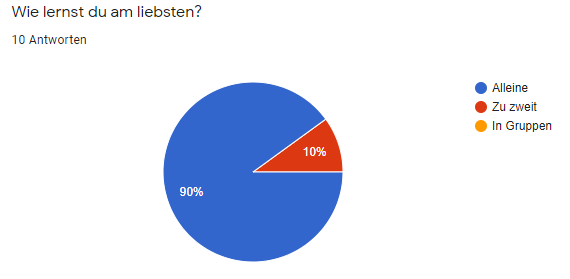 Wie lernst du am liebsten?
10 Antworten
Alleine
Zu zweit
In Gruppen
10%
90%